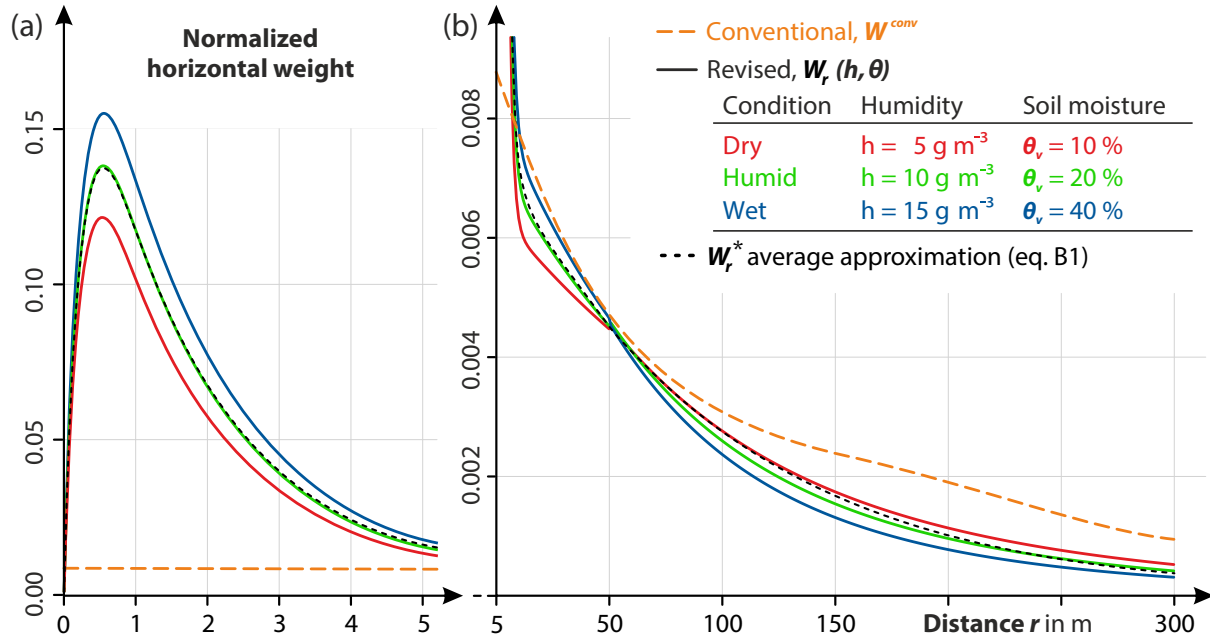 (a)
Normalized
horizontal weight
0.15
0.10
0.05
0.00
0 1 2 3 4 5
(b)
Conventional, W^conv
Revised, W_r (h, θ)
Condition Humidity Soil moisture
Dry h = 5 g m⁻³ θ_v = 10 %
Humid h = 10 g m⁻³ θ_v = 20 %
Wet h = 15 g m⁻³ θ_v = 40 %
W_r* average approximation (eq. B1)
0.008
0.006
0.004
0.002
5 50 100 150 Distance r in m 300